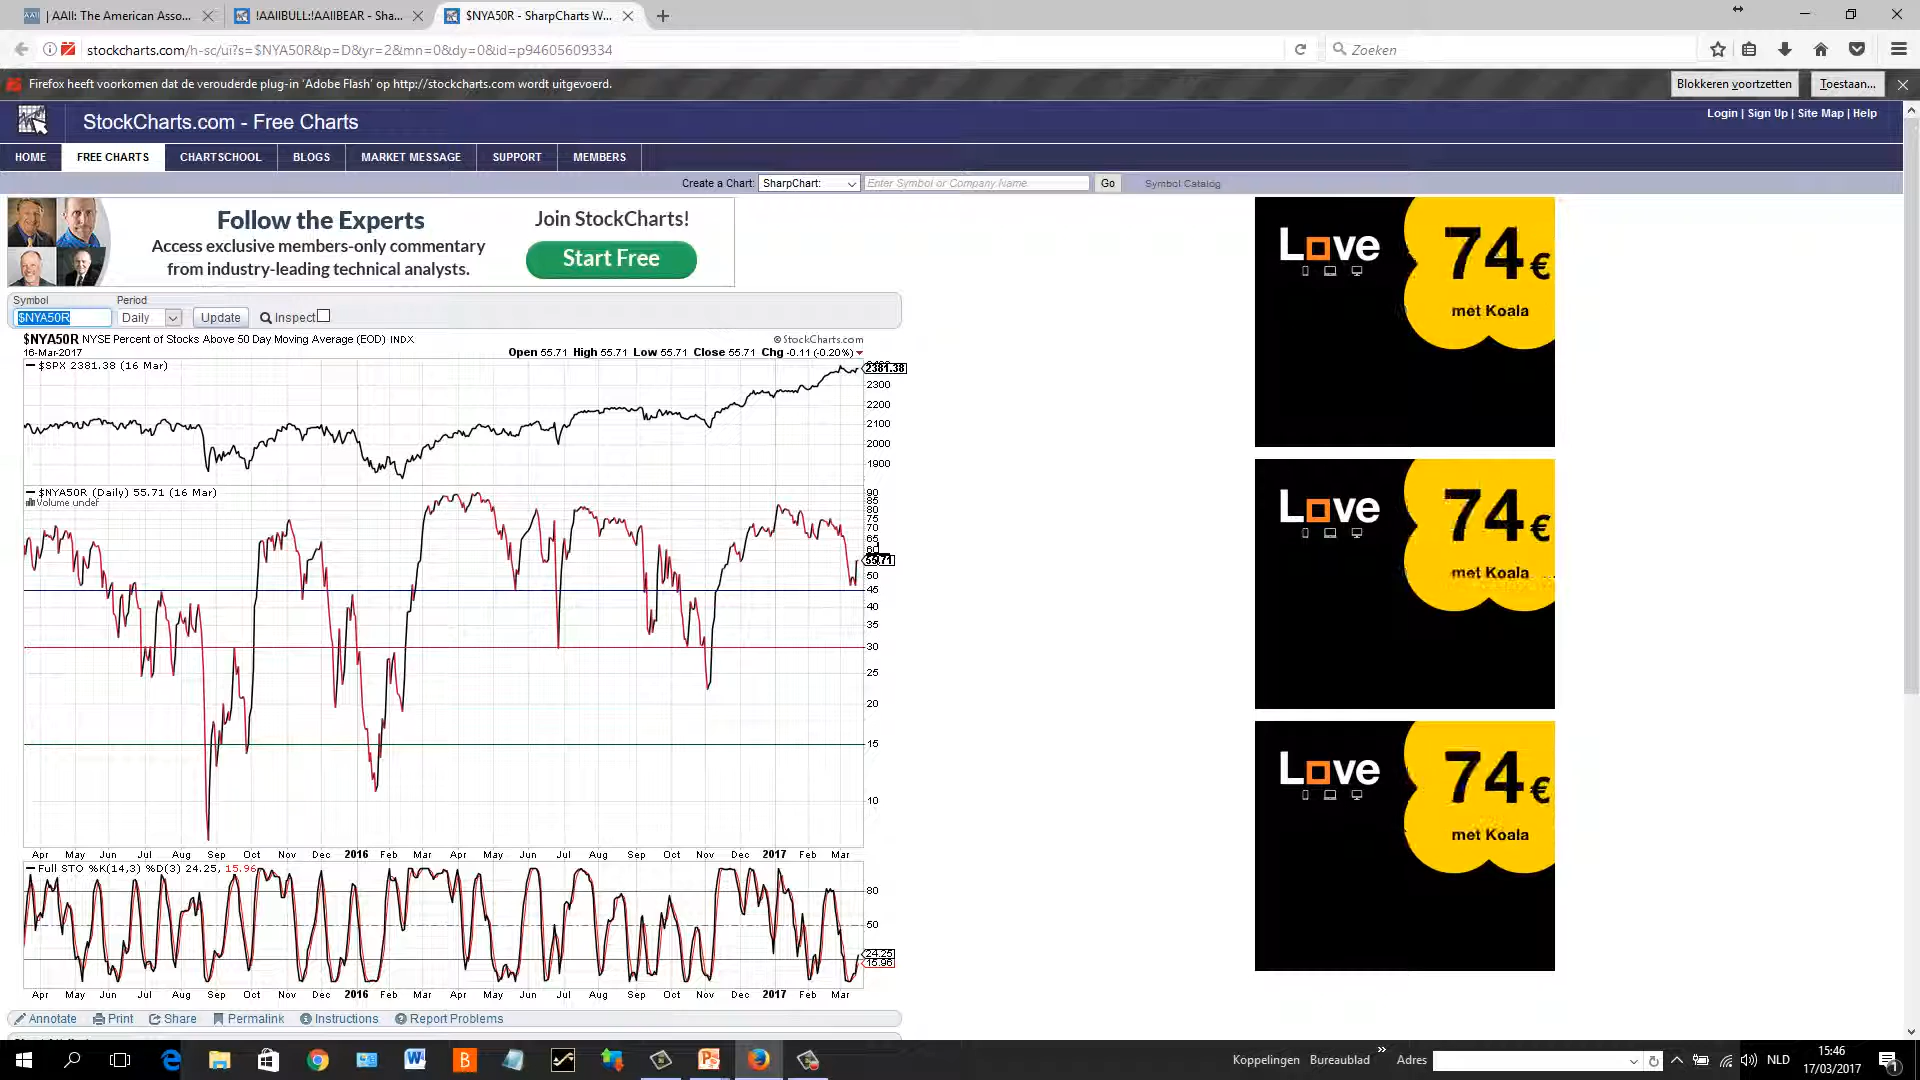 | AAII: The American Asso...
!AAIIBULL:!AAIIBEAR - Sha...
$NYA50R - SharpCharts W...
stockcharts.com/h-sc/ui?s=$NYA50R&p=D&yr=2&mn=0&dy=0&id=p94605609334
Zoeken
Firefox heeft voorkomen dat de verouderde plug-in 'Adobe Flash' op http://stockcharts.com wordt uitgevoerd.
Blokkeren voortzetten
Toestaan...
StockCharts.com - Free Charts
Login | Sign Up | Site Map | Help
HOME FREE CHARTS CHARTSCHOOL BLOGS MARKET MESSAGE SUPPORT MEMBERS
Create a Chart: SharpChart: Enter Symbol or Company Name Go Symbol Catalog
Follow the Experts
Access exclusive members-only commentary
from industry-leading technical analysts.
Join StockCharts!
Start Free
Symbol Period
$NYA50R Daily Update Inspect
$NYA50R NYSE Percent of Stocks Above 50 Day Moving Average (EOD) INDX
© StockCharts.com
16-Mar-2017
Open 55.71 High 55.71 Low 55.71 Close 55.71 Chg -0.11 (-0.20%)
$SPX 2381.38 (16 Mar)
2381.38
2300
2200
2100
2000
1900
$NYA50R (Daily) 55.71 (16 Mar)
Volume undef
90
85
80
75
70
65
60
55.71
50
45
40
35
30
25
20
15
10
Apr May Jun Jul Aug Sep Oct Nov Dec 2016 Feb Mar Apr May Jun Jul Aug Sep Oct Nov Dec 2017 Feb Mar
Full STO %K(14,3) %D(3) 24.25, 15.96
80
50
24.25
15.96
Apr May Jun Jul Aug Sep Oct Nov Dec 2016 Feb Mar Apr May Jun Jul Aug Sep Oct Nov Dec 2017 Feb Mar
Annotate Print Share Permalink Instructions Report Problems
Love
74€
met Koala
Love
74€
met Koala
Love
74€
met Koala
Koppelingen Bureaublad Adres
NLD
15:46
17/03/2017